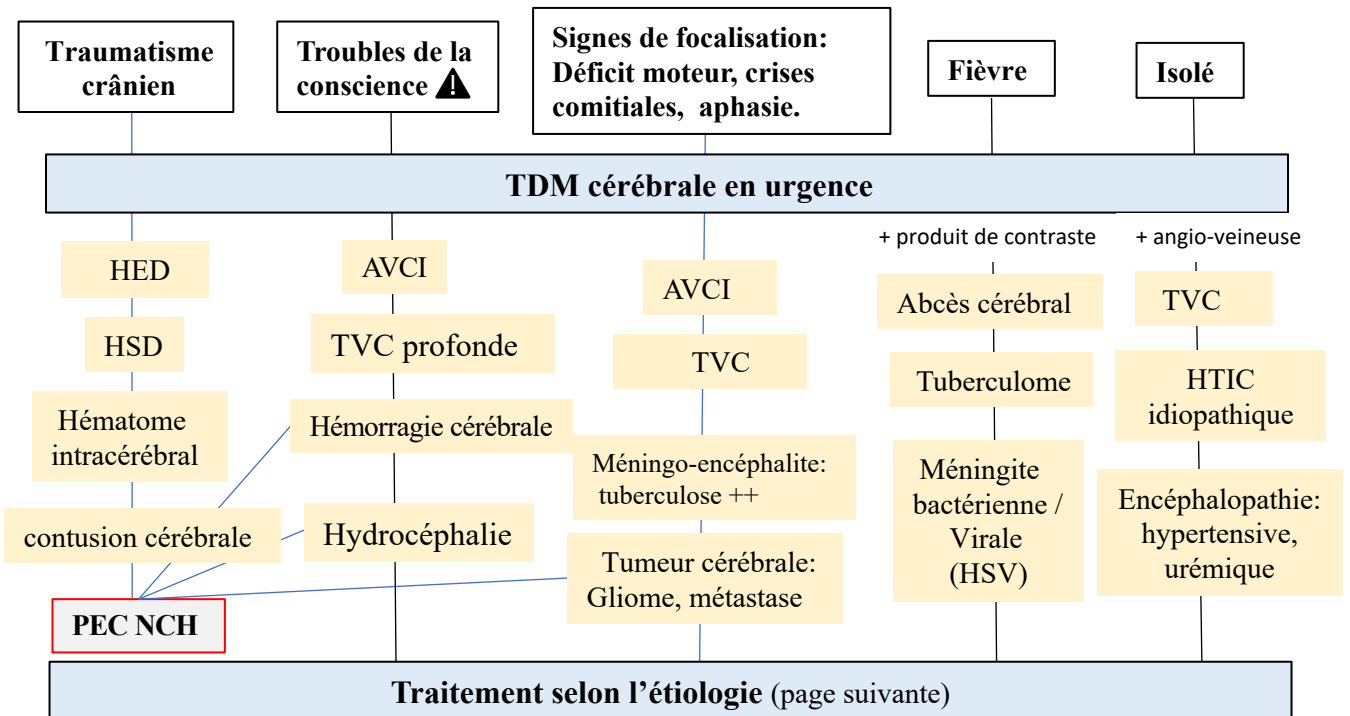 Traumatisme
crânien
Troubles de la
conscience
Signes de focalisation:
Déficit moteur, crises
comitiales, aphasie.
Fièvre
Isolé
TDM cérébrale en urgence
HED
HSD
Hématome
intracérébral
contusion cérébrale
PEC NCH
AVCI
TVC profonde
Hémorragie cérébrale
Hydrocéphalie
AVCI
TVC
Méningo-encéphalite:
tuberculose ++
Tumeur cérébrale:
Gliome, métastase
+ produit de contraste
Abcès cérébral
Tuberculome
Méningite
bactérienne /
Virale
(HSV)
+ angio-veineuse
TVC
HTIC
idiopathique
Encéphalopathie:
hypertensive,
urémique
Traitement selon l’étiologie (page suivante)